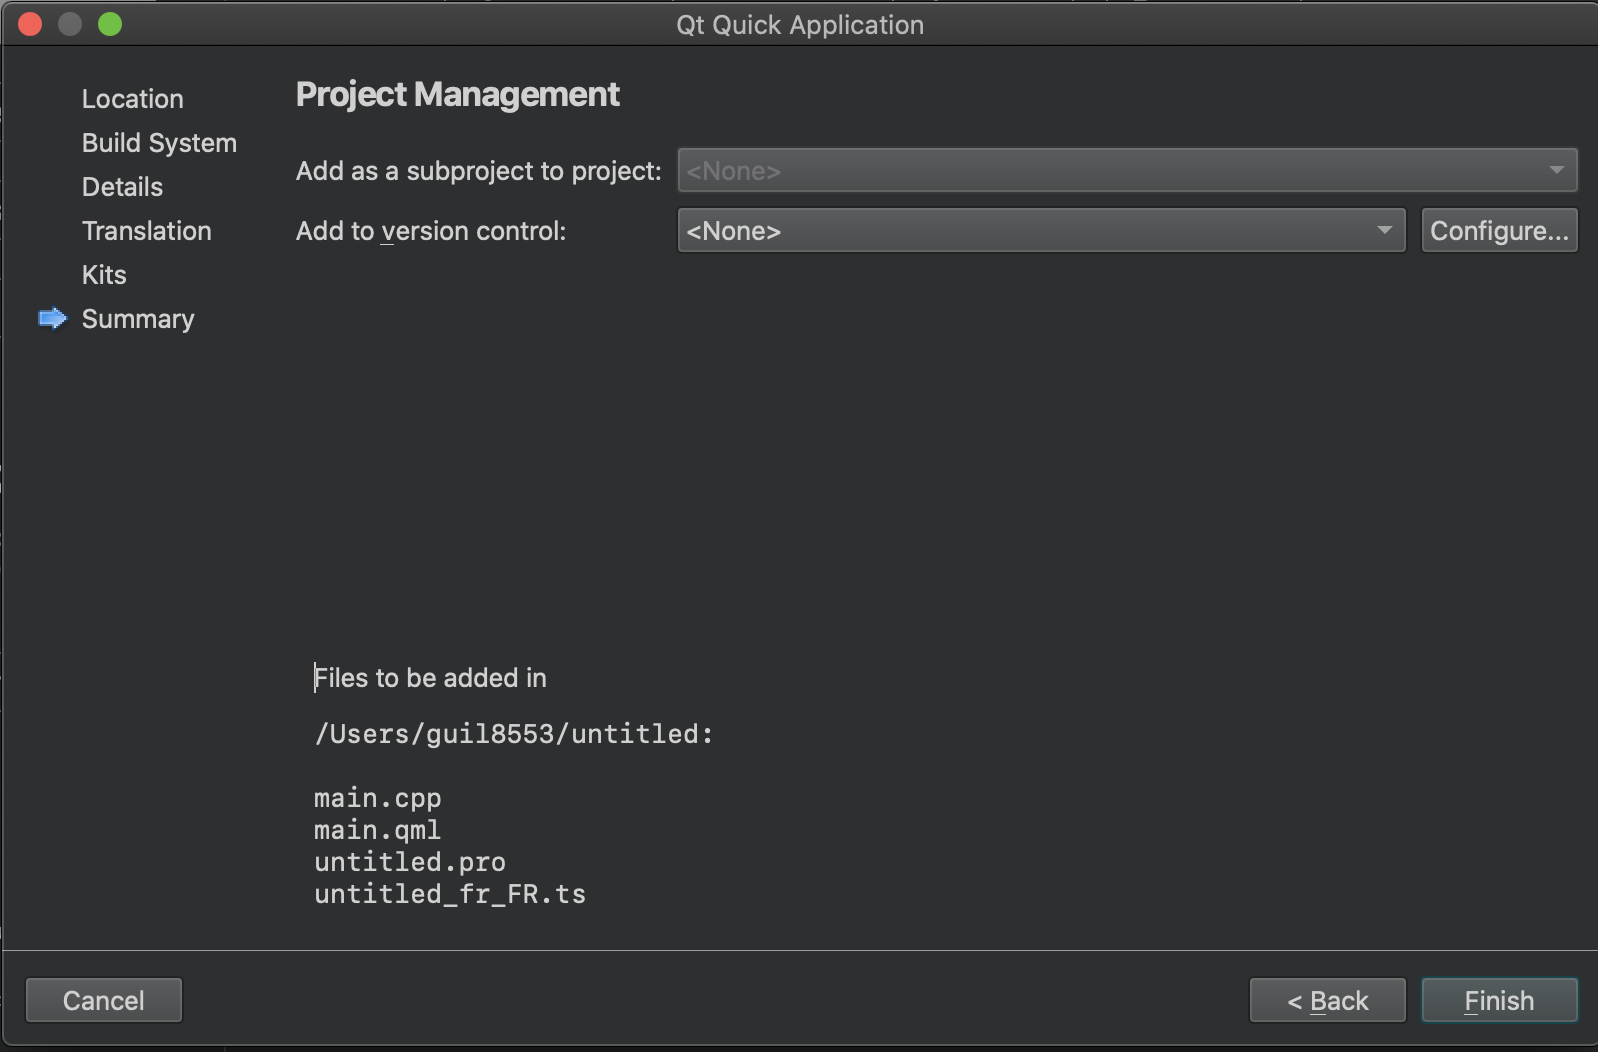 Qt Quick Application
Location
Build System
Details
Translation
Kits
Summary
Project Management
Add as a subproject to project: <None>
Add to version control: <None> Configure...
Files to be added in
/Users/guil8553/untitled:
main.cpp
main.qml
untitled.pro
untitled_fr_FR.ts
Cancel < Back Finish